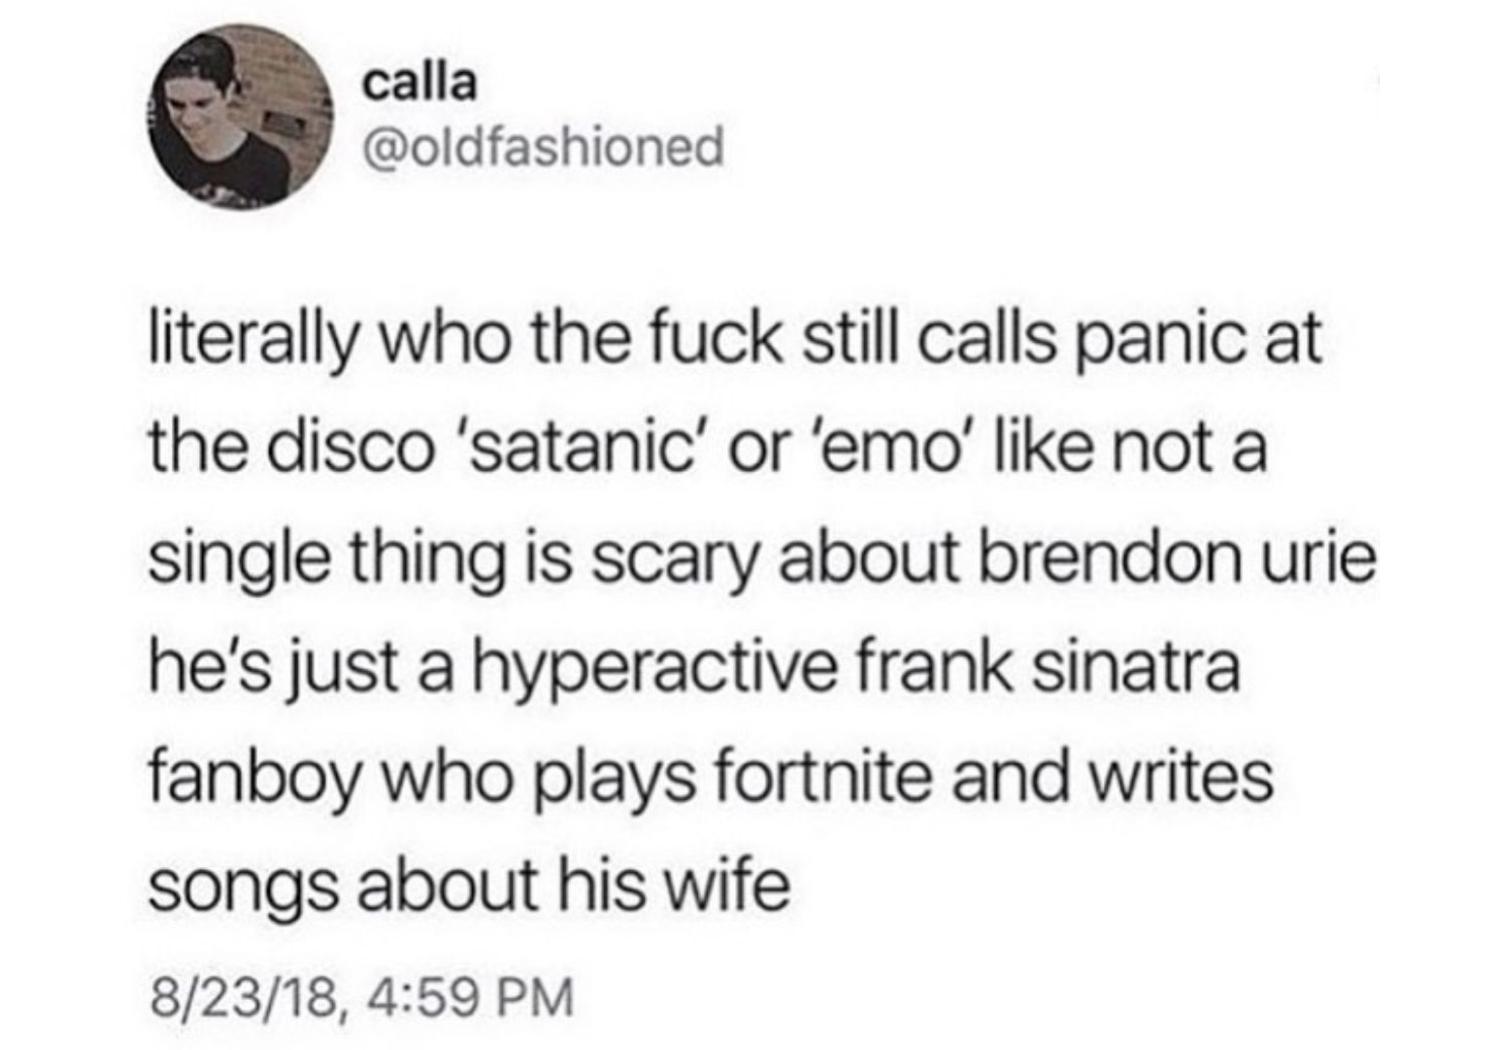 calla
@oldfashioned
literally who the fuck still calls panic at
the disco 'satanic' or 'emo' like not a
single thing is scary about brendon urie
he's just a hyperactive frank sinatra
fanboy who plays fortnite and writes
songs about his wife
8/23/18, 4:59 PM